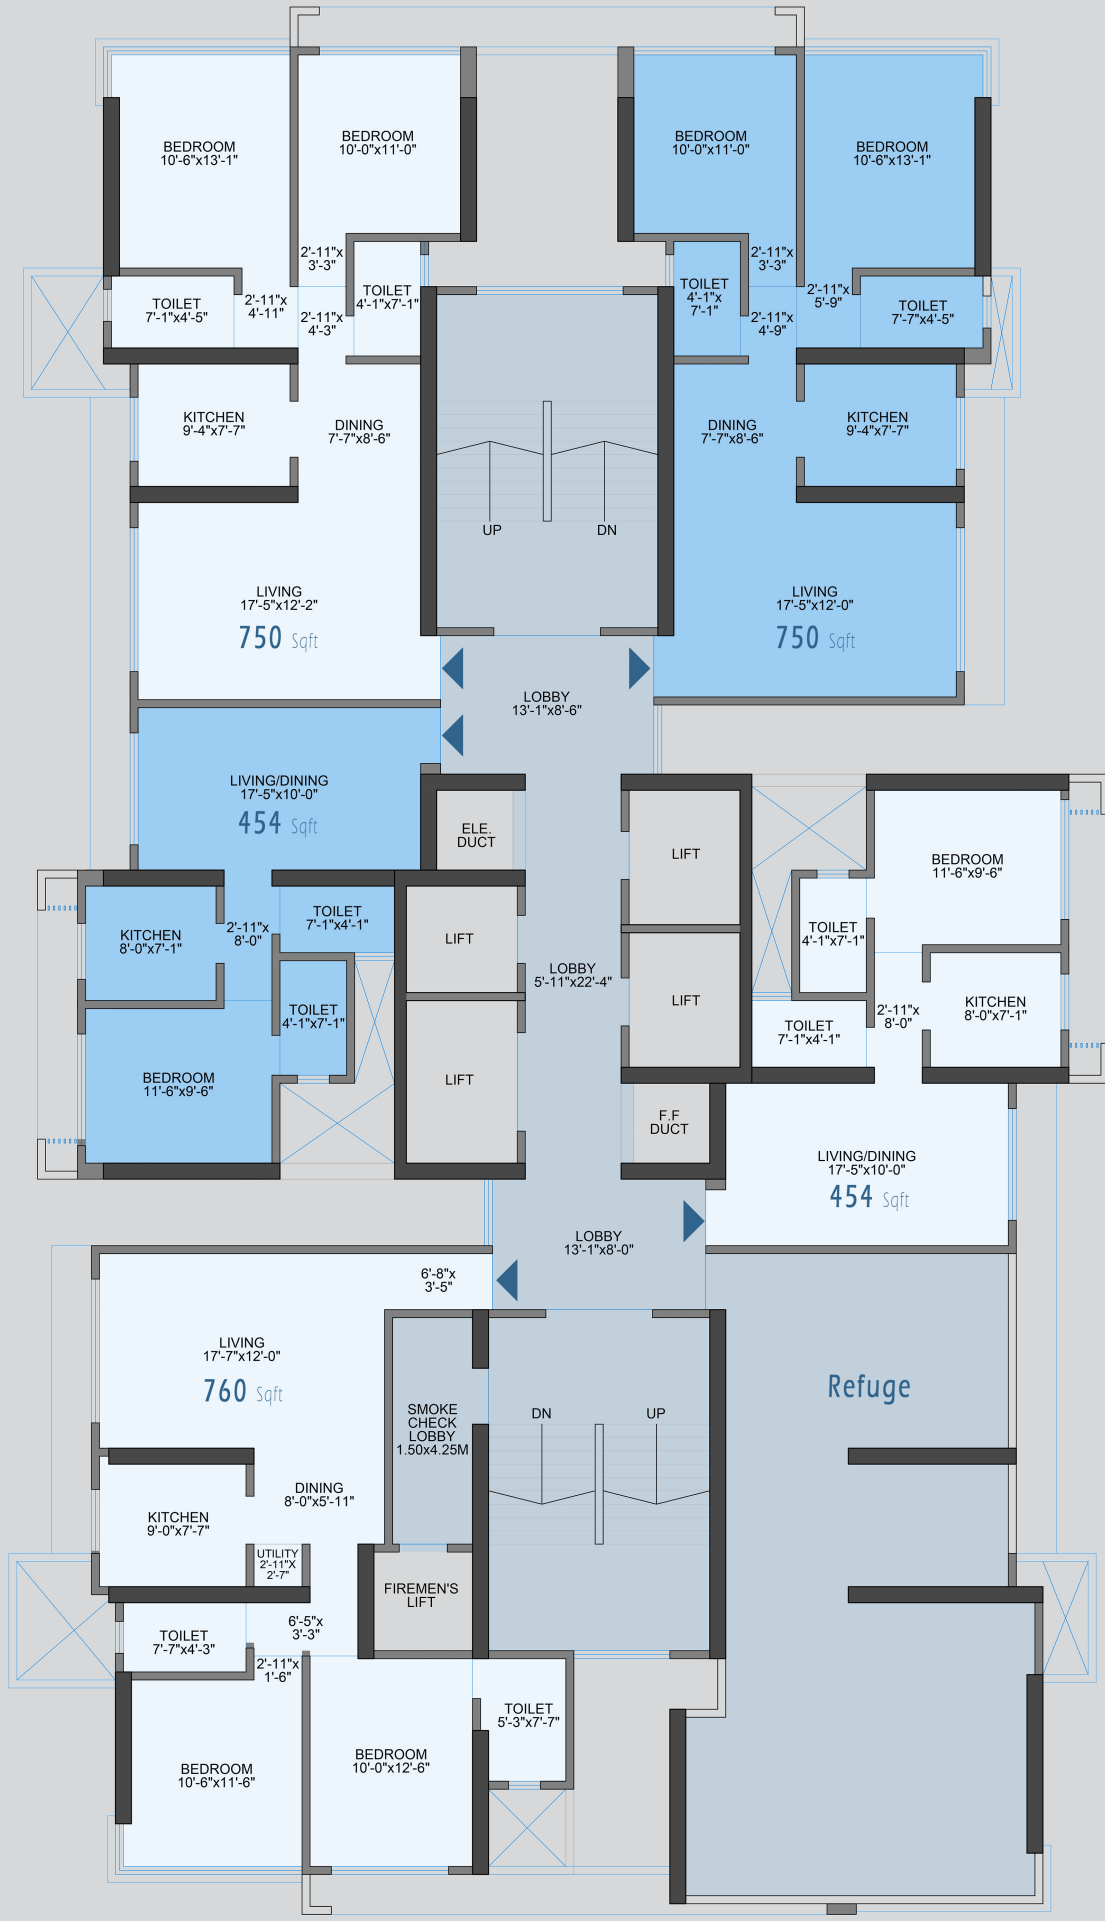 BEDROOM
10'-6"x13'-1"
BEDROOM
10'-0"x11'-0"
BEDROOM
10'-0"x11'-0"
BEDROOM
10'-6"x13'-1"
2'-11"x
3'-3"
2'-11"x
3'-3"
TOILET
7'-1"x4'-5"
2'-11"x
4'-11"
2'-11"x
4'-3"
TOILET
4'-1"x7'-1"
TOILET
4'-1"x
7'-1"
2'-11"x
4'-9"
2'-11"x
5'-9"
TOILET
7'-7"x4'-5"
KITCHEN
9'-4"x7'-7"
DINING
7'-7"x8'-6"
DINING
7'-7"x8'-6"
KITCHEN
9'-4"x7'-7"
UP
DN
LIVING
17'-5"x12'-2"
750 Sqft
LIVING
17'-5"x12'-0"
750 Sqft
LOBBY
13'-1"x8'-6"
LIVING/DINING
17'-5"x10'-0"
454 Sqft
ELE.
DUCT
LIFT
BEDROOM
11'-6"x9'-6"
KITCHEN
8'-0"x7'-1"
2'-11"x
8'-0"
TOILET
7'-1"x4'-1"
LIFT
TOILET
4'-1"x7'-1"
LOBBY
5'-11"x22'-4"
LIFT
TOILET
4'-1"x7'-1"
2'-11"x
8'-0"
KITCHEN
8'-0"x7'-1"
TOILET
7'-1"x4'-1"
BEDROOM
11'-6"x9'-6"
LIFT
F.F
DUCT
LIVING/DINING
17'-5"x10'-0"
454 Sqft
LOBBY
13'-1"x8'-0"
6'-8"x
3'-5"
LIVING
17'-7"x12'-0"
760 Sqft
Refuge
SMOKE
CHECK
LOBBY
1.50x4.25M
DN
UP
DINING
8'-0"x5'-11"
KITCHEN
9'-0"x7'-7"
UTILITY
2'-11"X
2'-7"
FIREMEN'S
LIFT
TOILET
7'-7"x4'-3"
6'-5"x
3'-3"
2'-11"x
1'-6"
TOILET
5'-3"x7'-7"
BEDROOM
10'-6"x11'-6"
BEDROOM
10'-0"x12'-6"